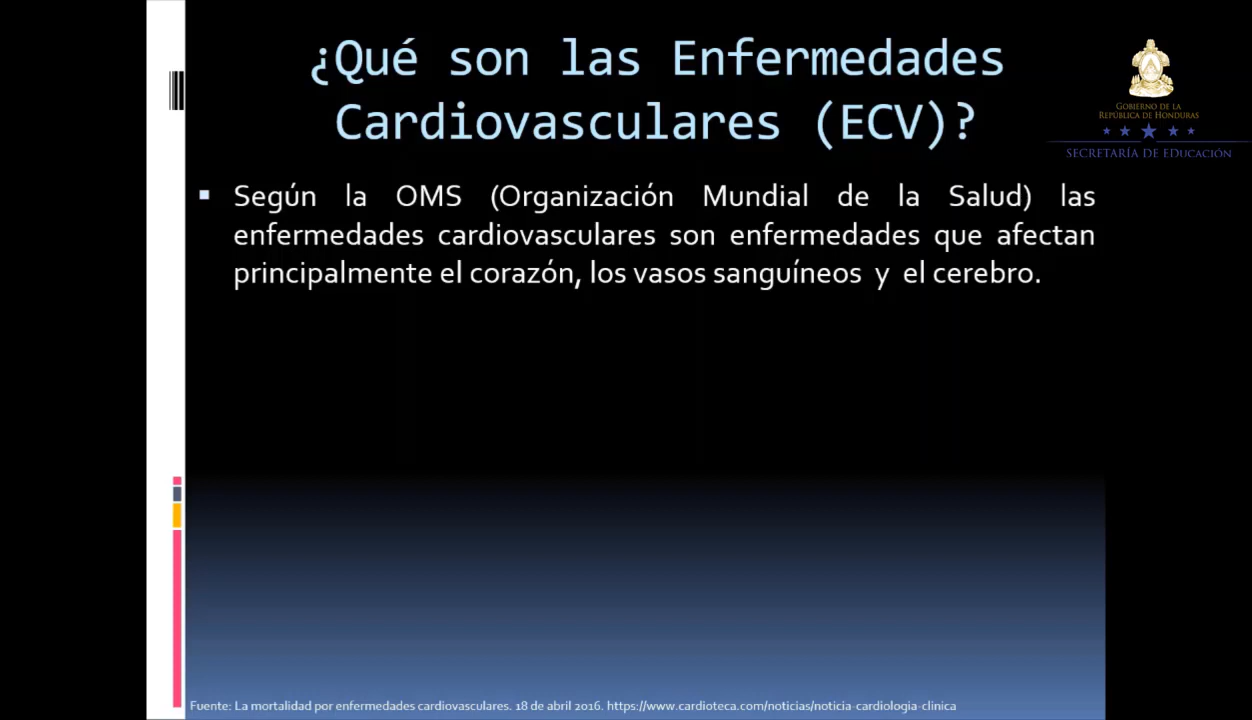 ¿Qué son las Enfermedades
Cardiovasculares (ECV)?
GOBIERNO DE LA
REPÚBLICA DE HONDURAS
SECRETARÍA DE EDUCACIÓN
▪ Según la OMS (Organización Mundial de la Salud) las
enfermedades cardiovasculares son enfermedades que afectan
principalmente el corazón, los vasos sanguíneos y el cerebro.
Fuente: La mortalidad por enfermedades cardiovasculares. 18 de abril 2016. https://www.cardioteca.com/noticias/noticia-cardiologia-clinica